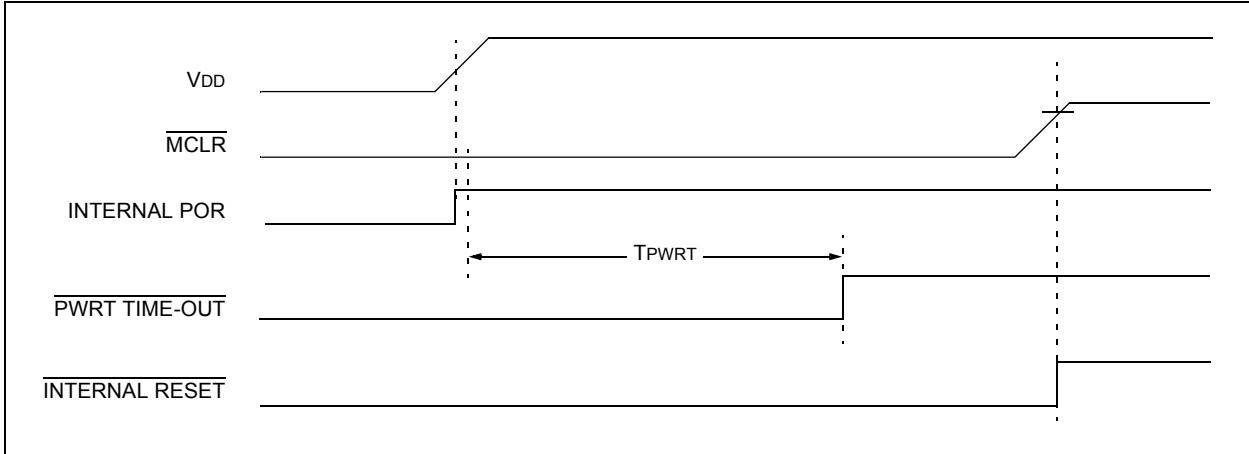 VDD
MCLR
INTERNAL POR
TPWRT
PWRT TIME-OUT
INTERNAL RESET